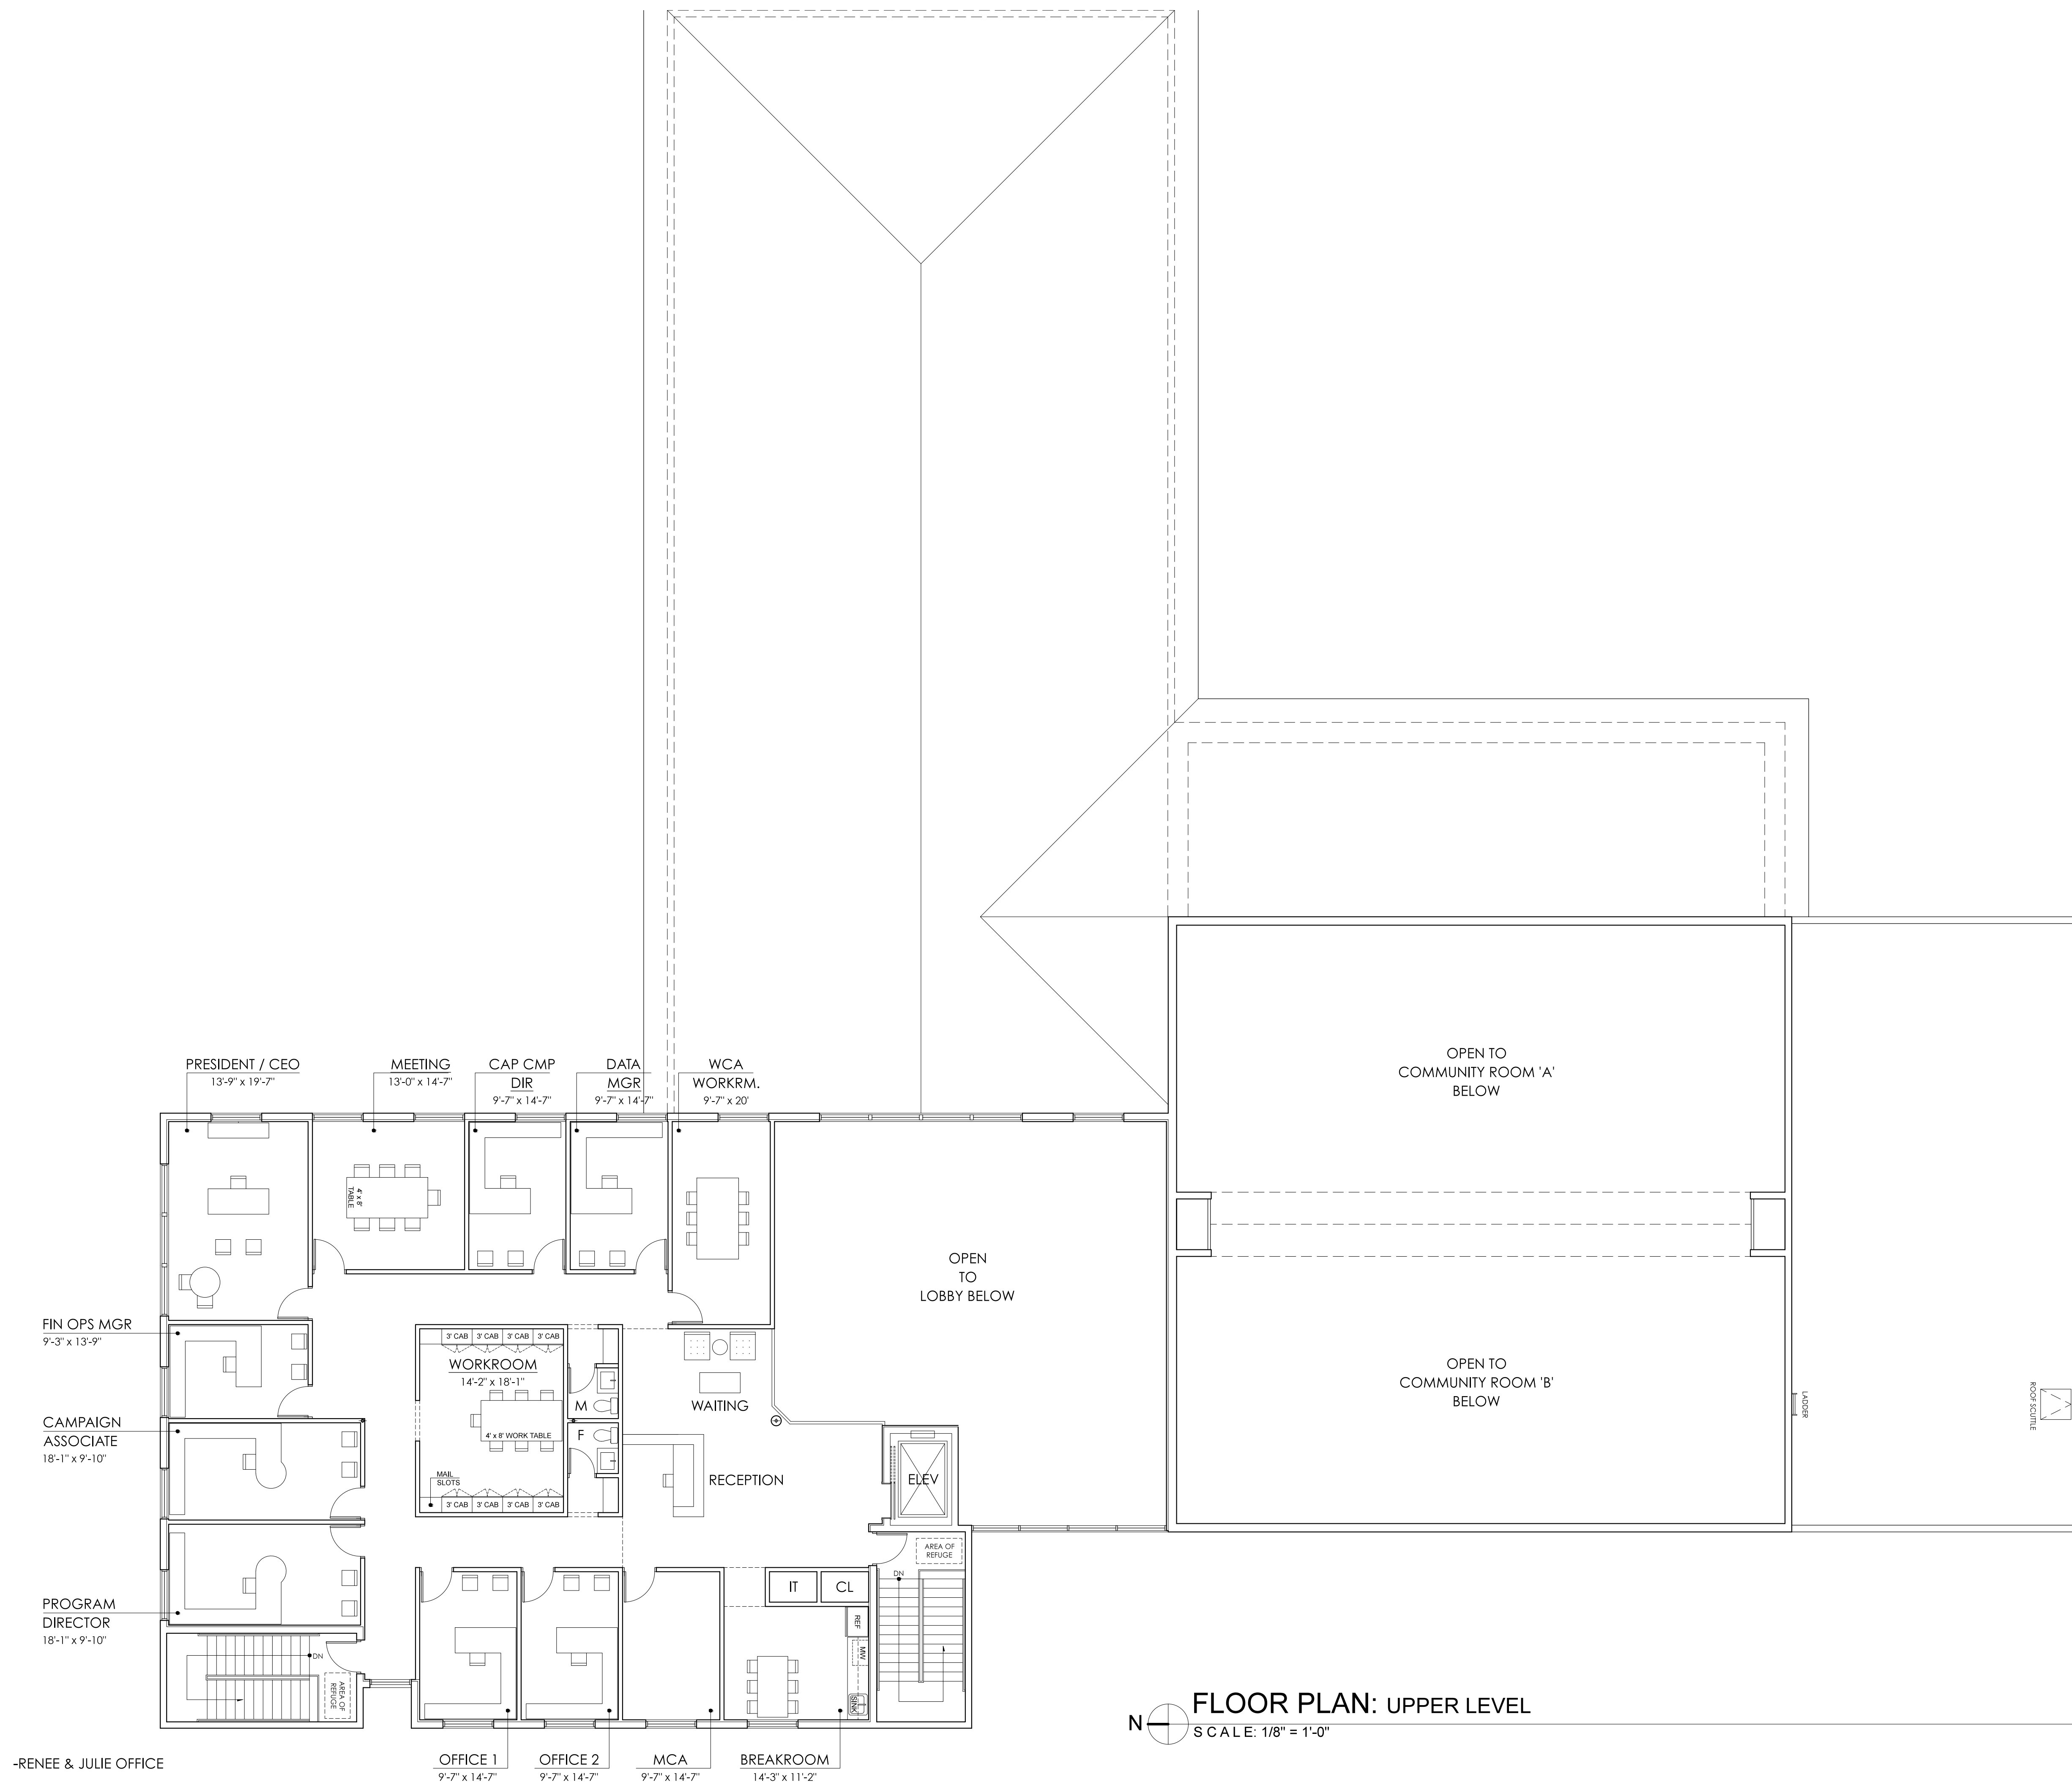 OPEN TO
COMMUNITY ROOM 'A'
BELOW
PRESIDENT / CEO
13'-9" x 19'-7"
MEETING
13'-0" x 14'-7"
CAP CMP
DIR
9'-7" x 14'-7"
DATA
MGR
9'-7" x 14'-7"
WCA
WORKRM.
9'-7" x 20'
4' x 8'
TABLE
OPEN
TO
LOBBY BELOW
FIN OPS MGR
9'-3" x 13'-9"
3' CAB
3' CAB
3' CAB
3' CAB
WORKROOM
14'-2" x 18'-1"
M
WAITING
OPEN TO
COMMUNITY ROOM 'B'
BELOW
LADDER
ROOF SCUTTLE
CAMPAIGN
ASSOCIATE
18'-1" x 9'-10"
4' x 8' WORK TABLE
F
MAIL
SLOTS
3' CAB
3' CAB
3' CAB
3' CAB
RECEPTION
ELEV
AREA OF
REFUGE
DN
IT
CL
REF
MW
SINK
PROGRAM
DIRECTOR
18'-1" x 9'-10"
DN
AREA OF
REFUGE
N
FLOOR PLAN: UPPER LEVEL
SCALE: 1/8" = 1'-0"
-RENEE & JULIE OFFICE
OFFICE 1
9'-7" x 14'-7"
OFFICE 2
9'-7" x 14'-7"
MCA
9'-7" x 14'-7"
BREAKROOM
14'-3" x 11'-2"